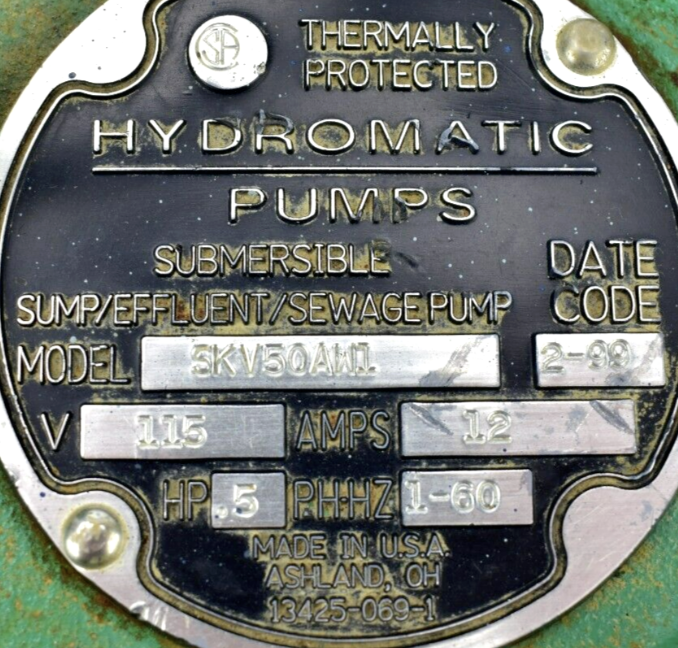 THERMALLY
PROTECTED
HYDROMATIC
PUMPS
SUBMERSIBLE
SUMP/EFFLUENT/SEWAGE PUMP
DATE
CODE
MODEL SKV50AW1 2-99
V 115 AMPS 12
HP .5 PH-HZ 1-60
MADE IN U.S.A.
ASHLAND, OH
13425-069-1